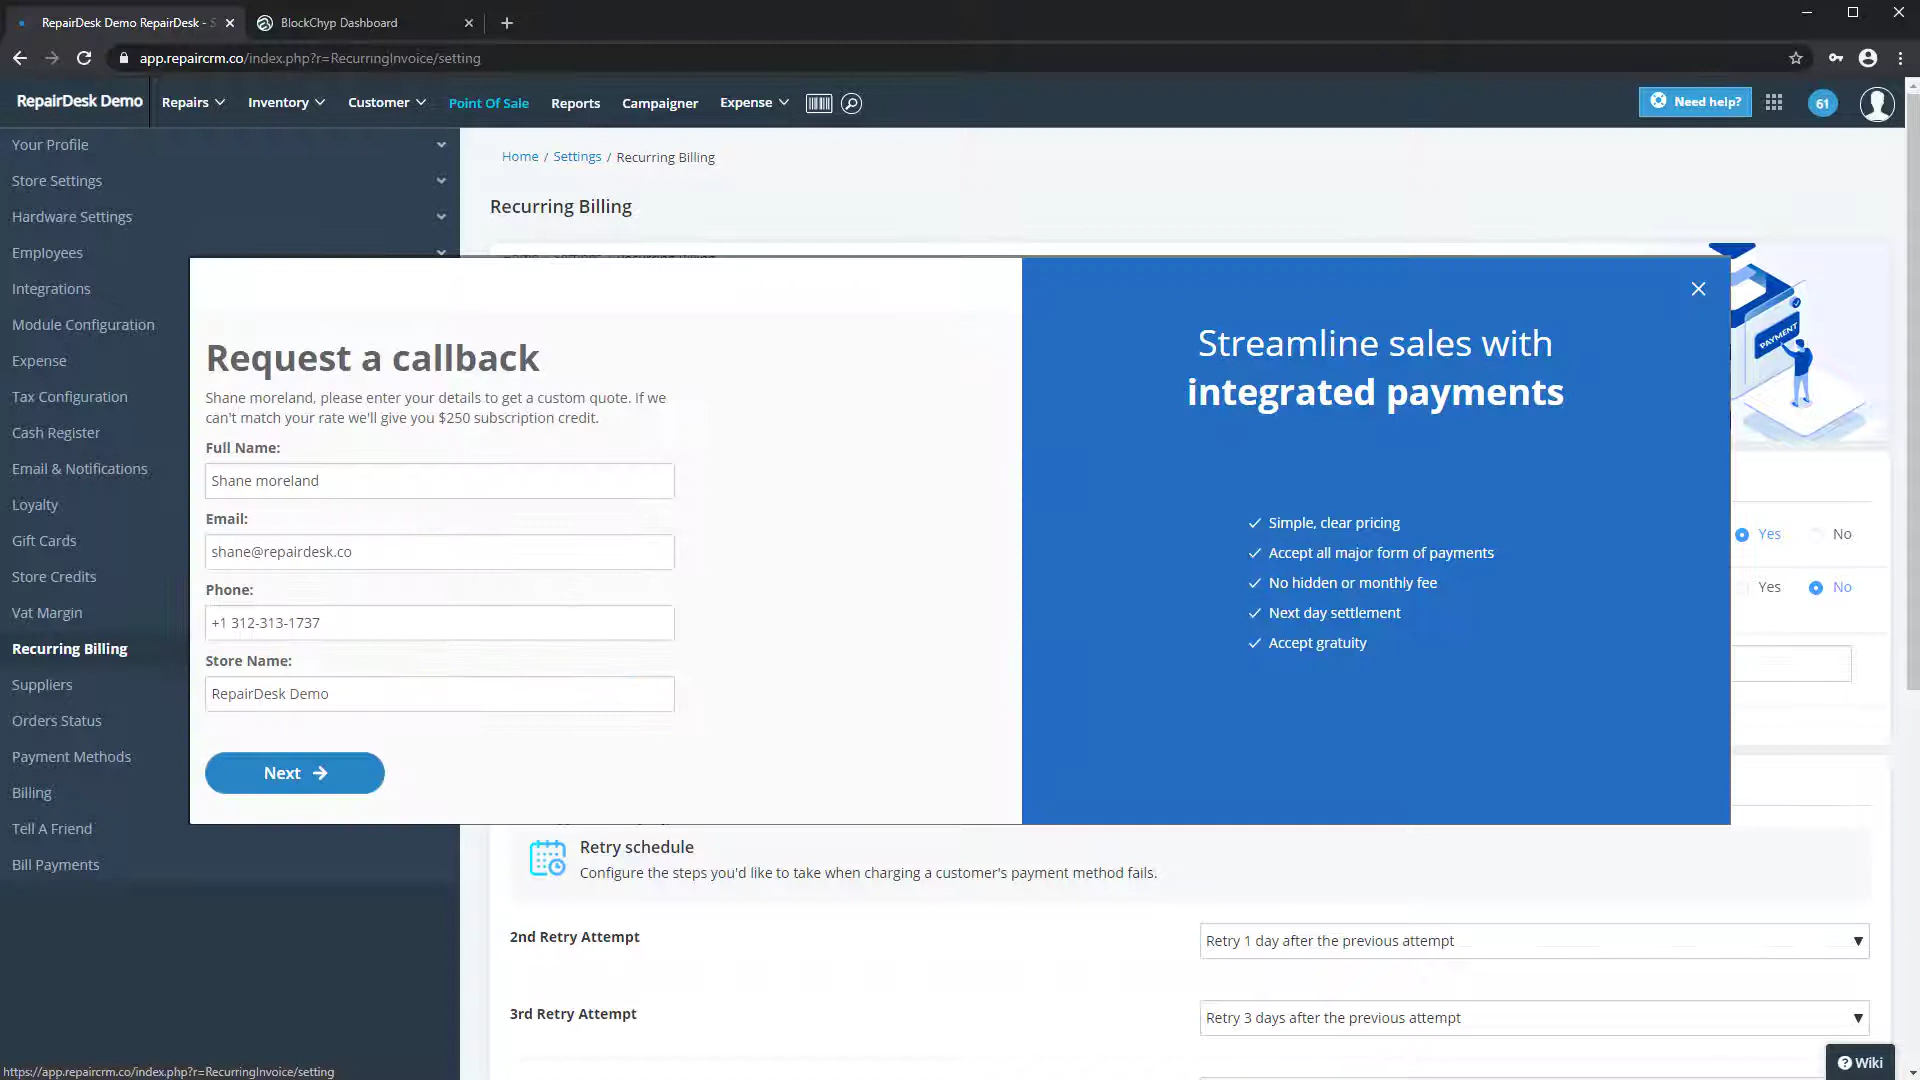 RepairDesk Demo RepairDesk - S
BlockChyp Dashboard
app.repaircrm.co/index.php?r=RecurringInvoice/setting
RepairDesk Demo
Repairs
Inventory
Customer
Point Of Sale
Reports
Campaigner
Expense
Need help?
61
Your Profile
Store Settings
Hardware Settings
Employees
Integrations
Module Configuration
Expense
Tax Configuration
Cash Register
Email & Notifications
Loyalty
Gift Cards
Store Credits
Vat Margin
Recurring Billing
Suppliers
Orders Status
Payment Methods
Billing
Tell A Friend
Bill Payments
Home / Settings / Recurring Billing
Recurring Billing
Request a callback
Shane moreland, please enter your details to get a custom quote. If we
can't match your rate we'll give you $250 subscription credit.
Full Name:
Shane moreland
Email:
shane@repairdesk.co
Phone:
+1 312-313-1737
Store Name:
RepairDesk Demo
Next
Streamline sales with
integrated payments
Simple, clear pricing
Accept all major form of payments
No hidden or monthly fee
Next day settlement
Accept gratuity
PAYMENT
Yes No
Yes No
Retry schedule
Configure the steps you'd like to take when charging a customer's payment method fails.
2nd Retry Attempt
Retry 1 day after the previous attempt
3rd Retry Attempt
Retry 3 days after the previous attempt
Wiki
https://app.repaircrm.co/index.php?r=RecurringInvoice/setting